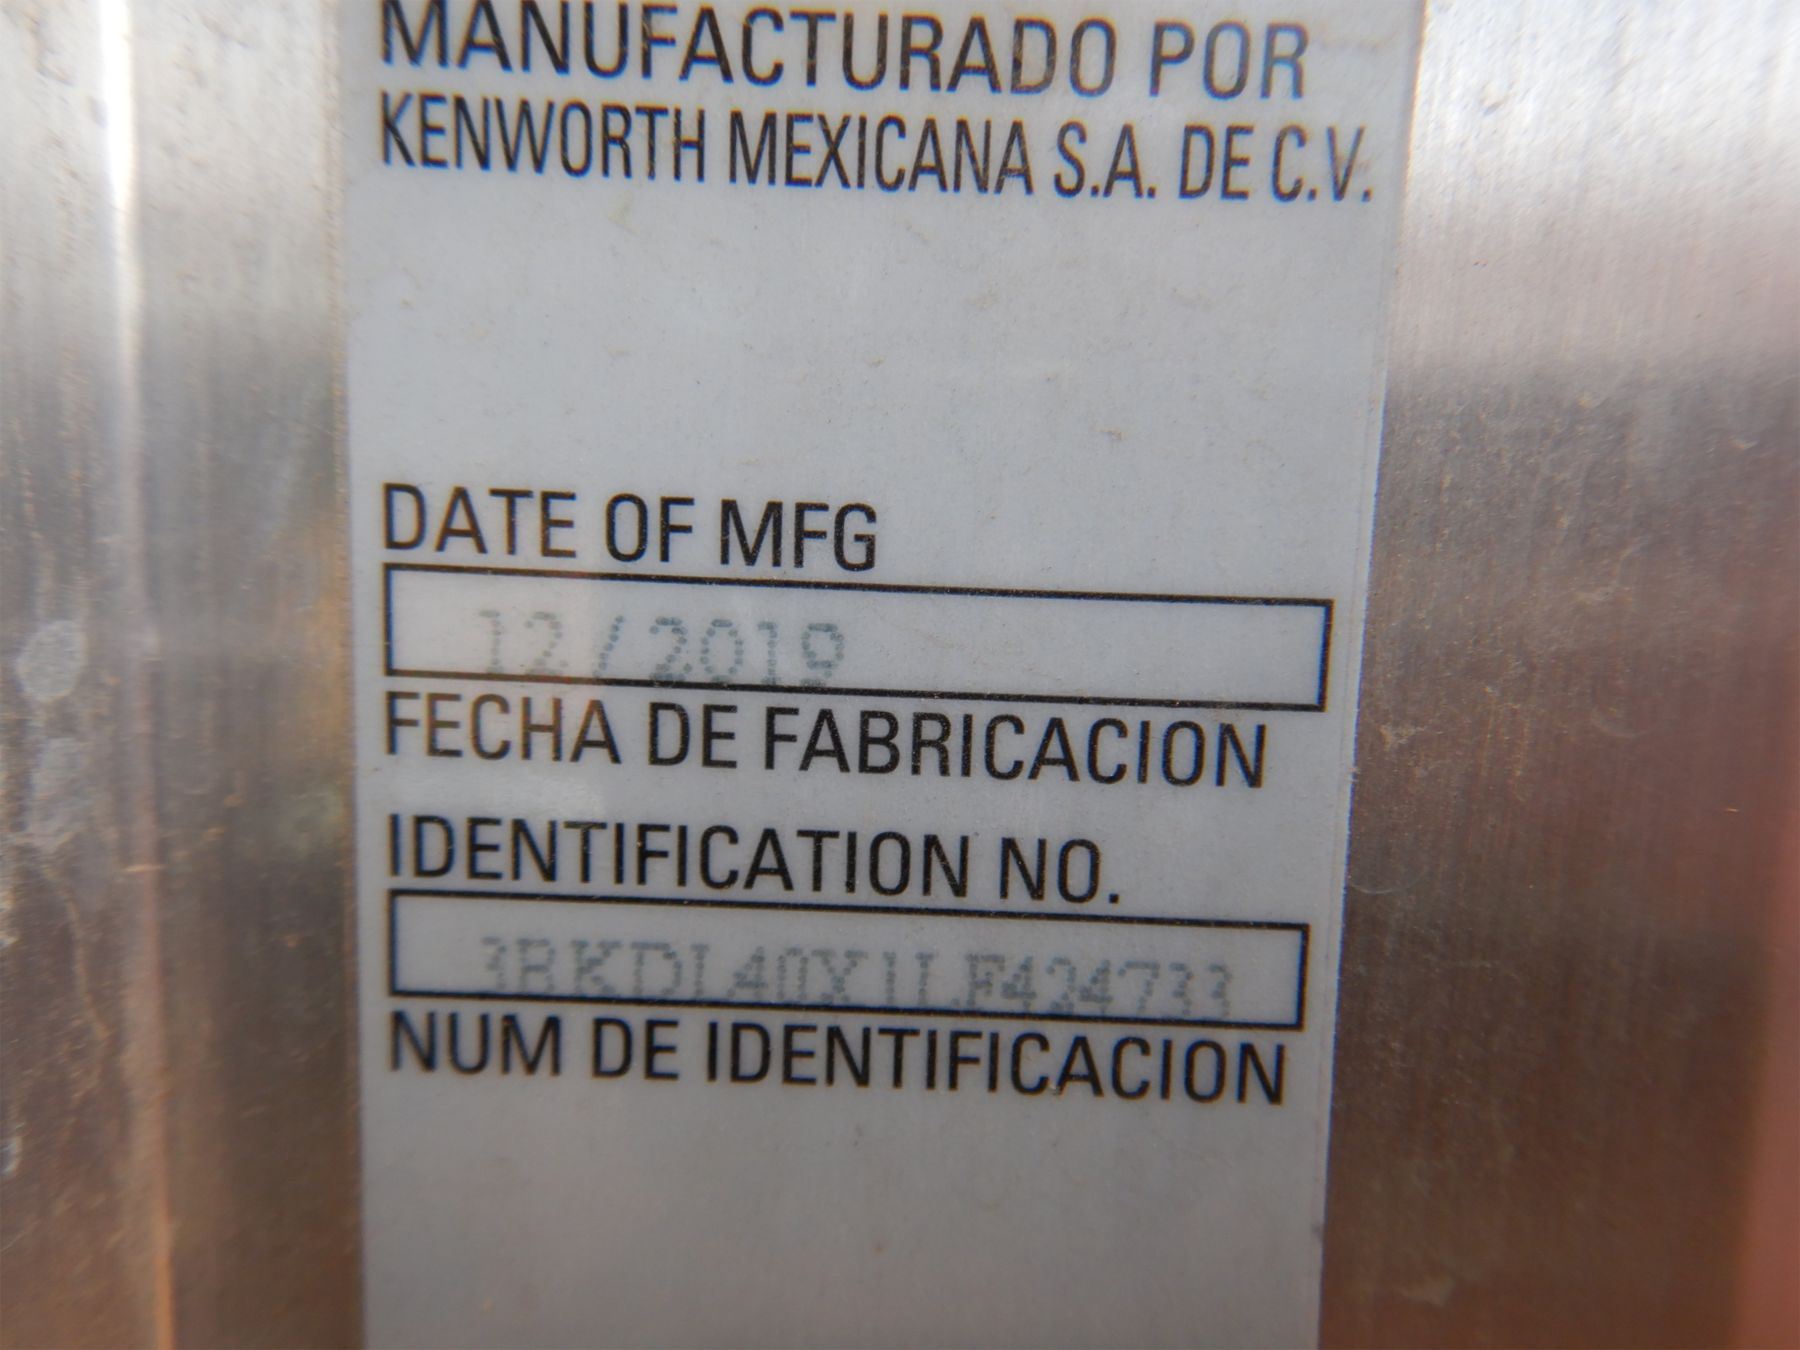 MANUFACTURADO POR
KENWORTH MEXICANA S.A. DE C.V.
DATE OF MFG
12/2019
FECHA DE FABRICACION
IDENTIFICATION NO.
3BKDL40X1LF424733
NUM DE IDENTIFICACION